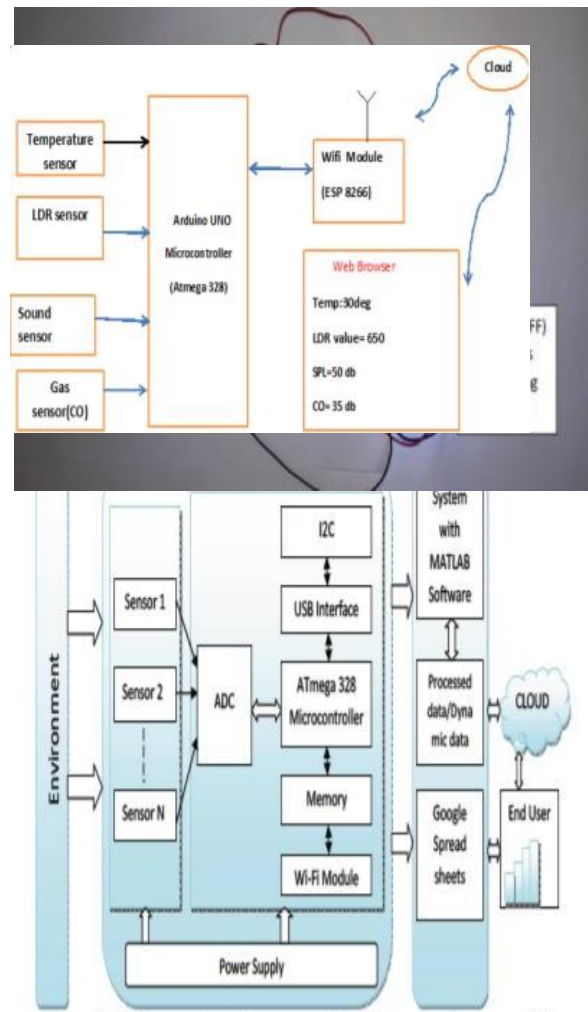 Cloud
Temperature
sensor
LDR sensor
Sound
sensor
Gas
sensor(CO)
Arduino UNO
Microcontroller
(Atmega 328)
Wifi Module
(ESP 8266)
Web Browser
Temp=30deg
LDR value= 650
SPL=50 db
CO= 35 db
FF)
s
g
Environment
Sensor 1
Sensor 2
Sensor N
ADC
I2C
USB Interface
ATmega 328
Microcontroller
Memory
Wi-Fi Module
Power Supply
System
with
MATLAB
Software
Processed
data/Dyna
mic data
Google
Spread
sheets
CLOUD
End User